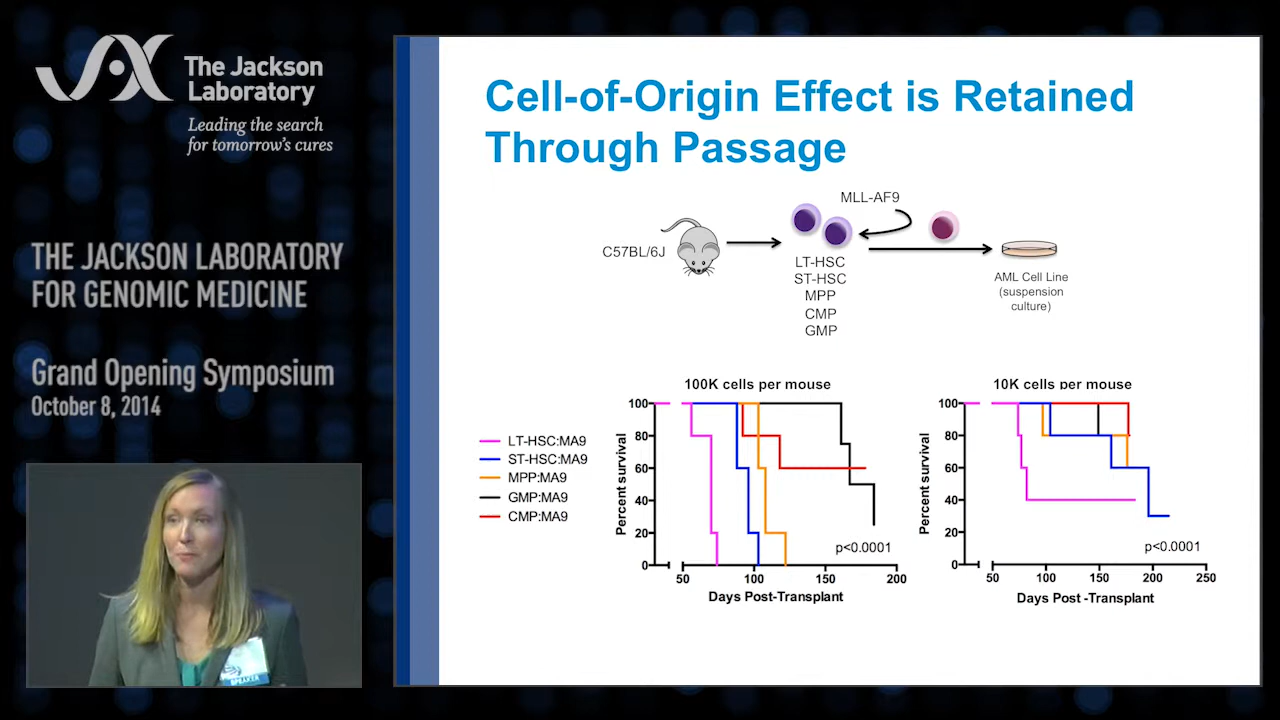 The Jackson
Laboratory
Leading the search
for tomorrow's cures
THE JACKSON LABORATORY
FOR GENOMIC MEDICINE
Grand Opening Symposium
October 8, 2014
SPEAKER
Cell-of-Origin Effect is Retained
Through Passage
MLL-AF9
C57BL/6J
LT-HSC
ST-HSC
MPP
CMP
GMP
AML Cell Line
(suspension
culture)
LT-HSC:MA9
ST-HSC:MA9
MPP:MA9
GMP:MA9
CMP:MA9
100K cells per mouse
Percent survival
100
80
60
40
20
0
p<0.0001
50 100 150 200
Days Post-Transplant
10K cells per mouse
Percent survival
100
80
60
40
20
0
p<0.0001
50 100 150 200 250
Days Post -Transplant